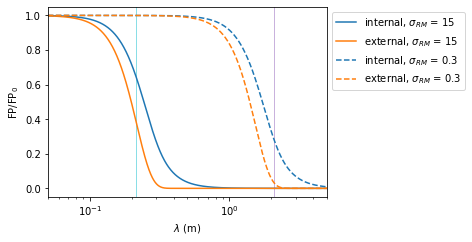 1.0
0.8
0.6
0.4
0.2
0.0
FP/FP₀
10⁻¹
10⁰
λ (m)
internal, σ_RM = 15
external, σ_RM = 15
internal, σ_RM = 0.3
external, σ_RM = 0.3